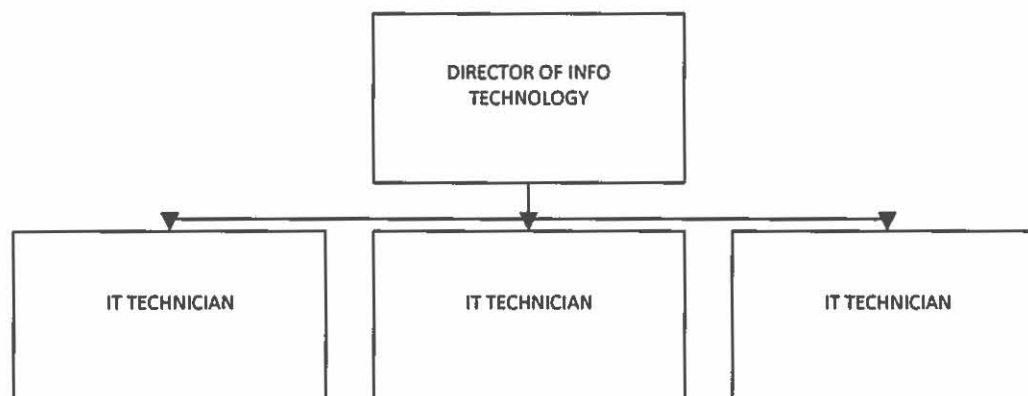 DIRECTOR OF INFO
TECHNOLOGY
IT TECHNICIAN
IT TECHNICIAN
IT TECHNICIAN